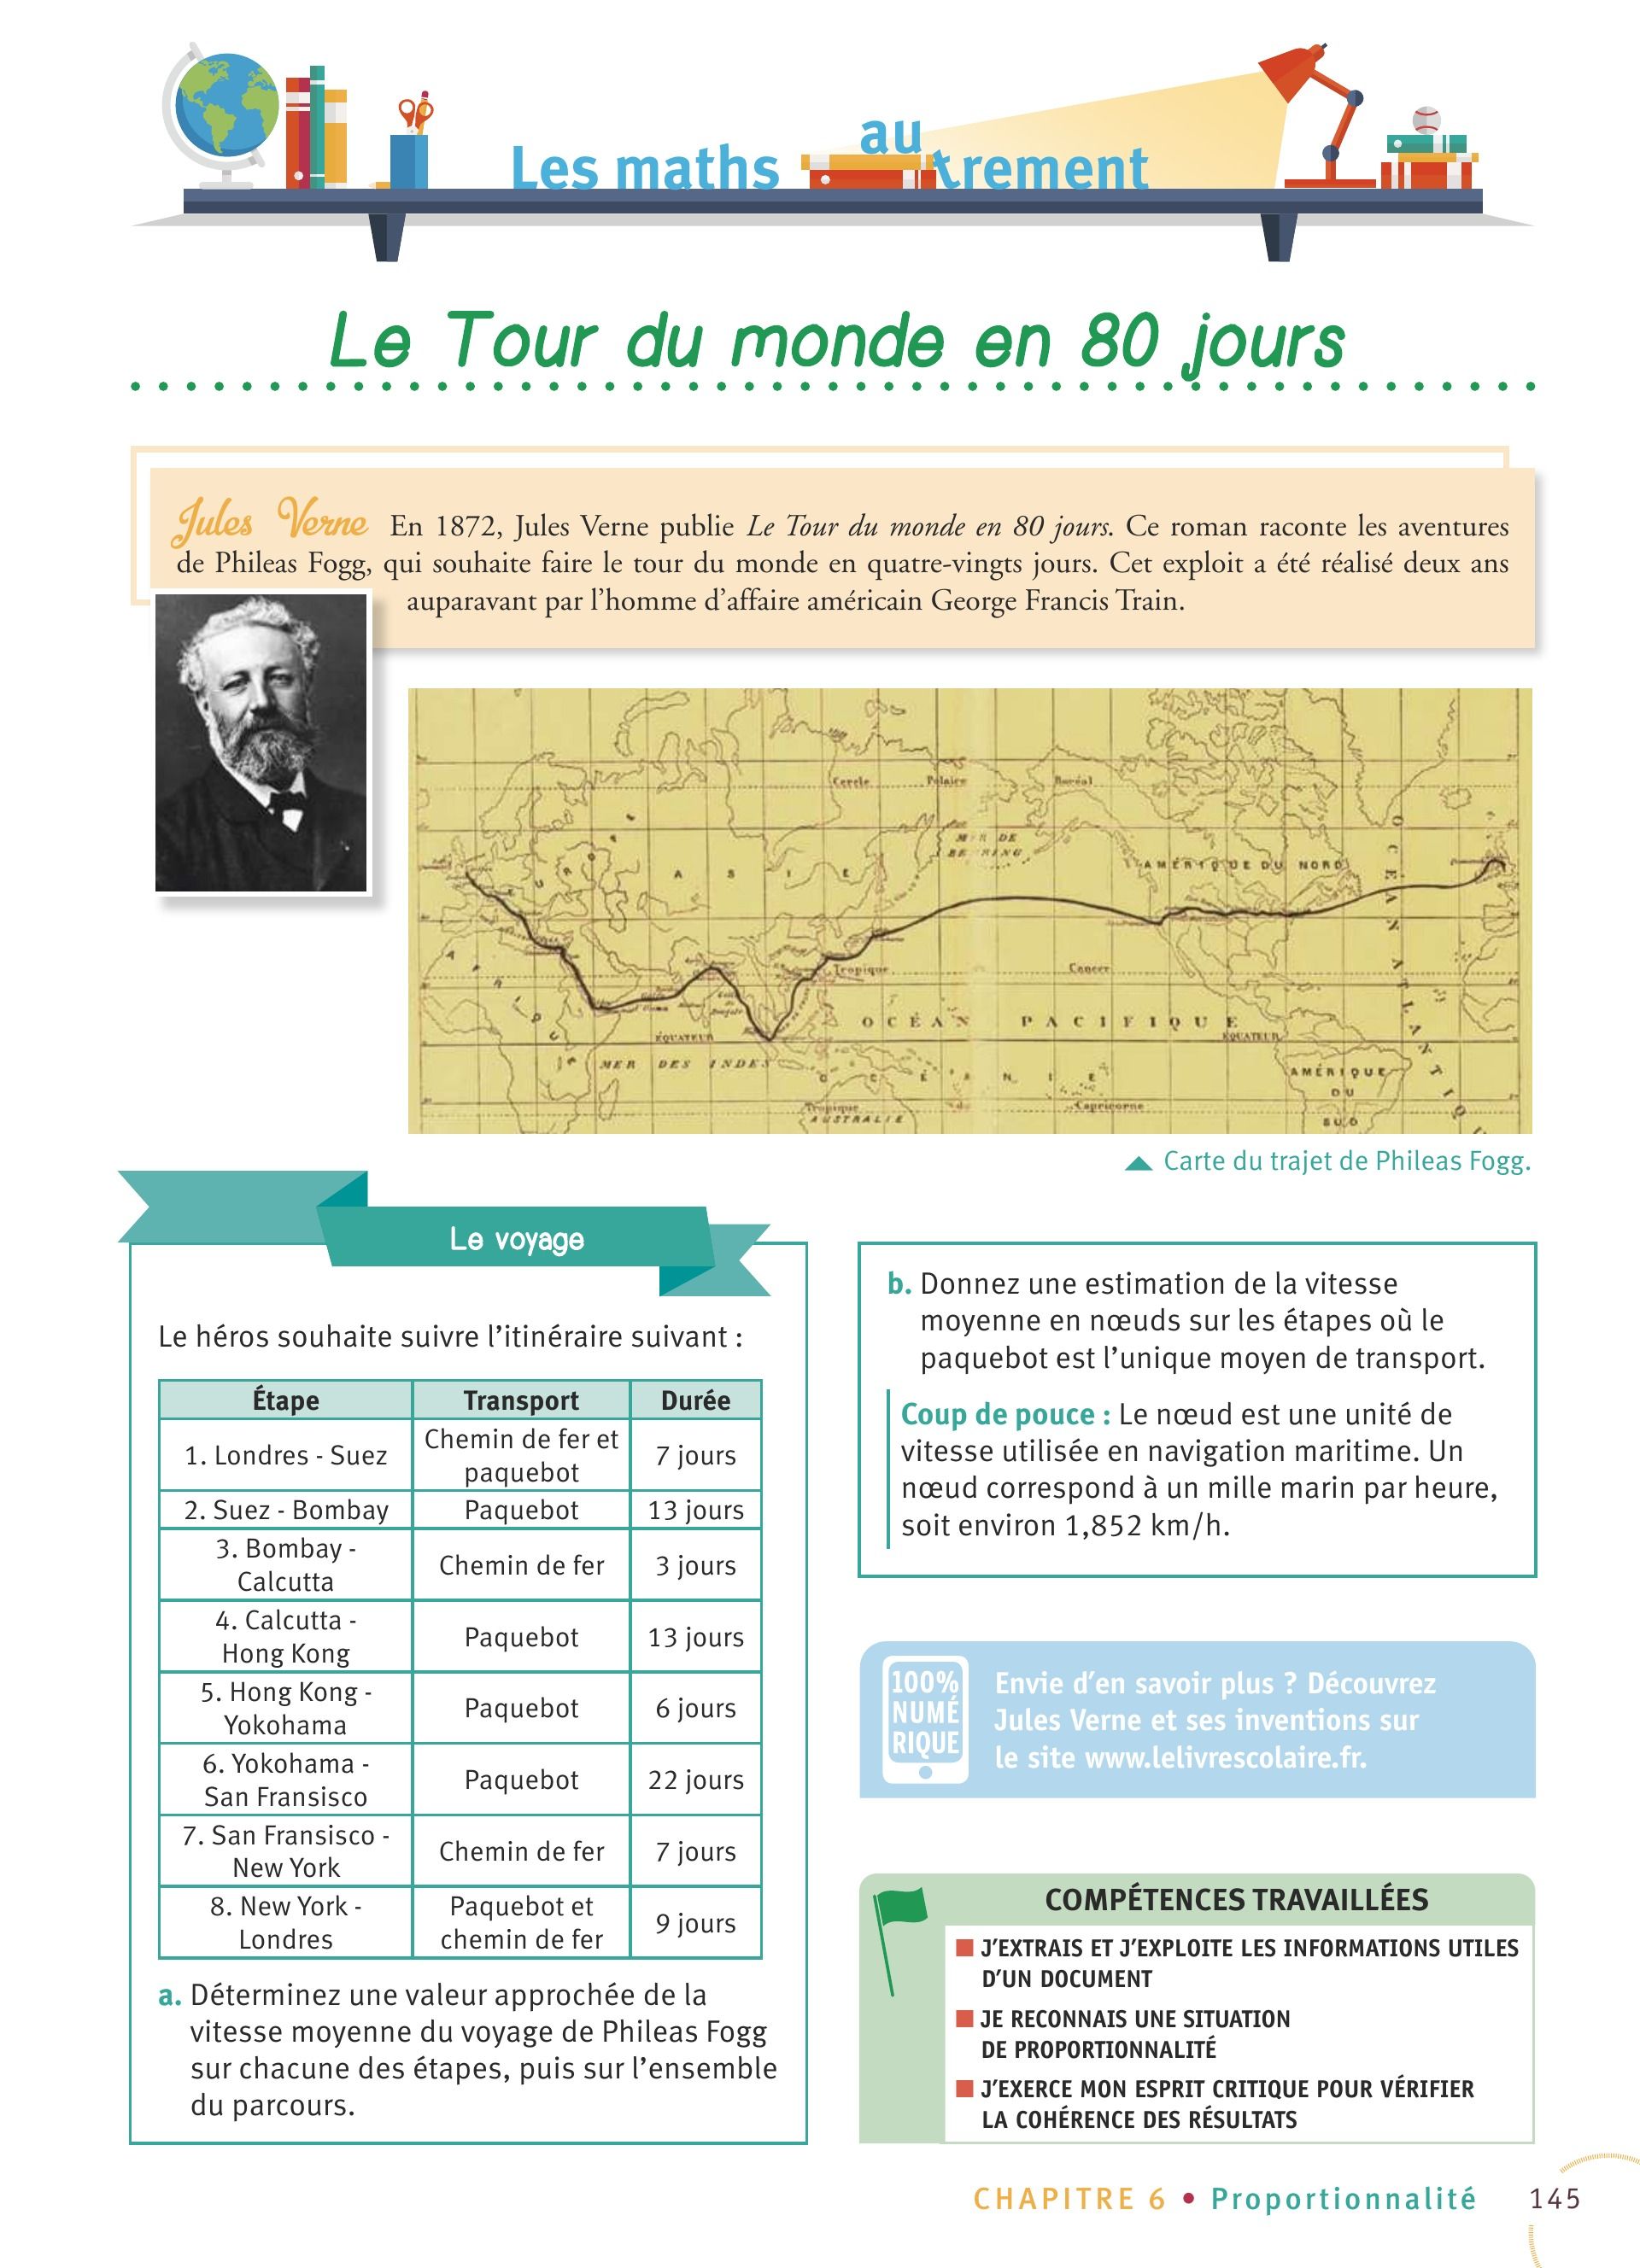 Les maths autrement
Le Tour du monde en 80 jours
Jules Verne En 1872, Jules Verne publie Le Tour du monde en 80 jours. Ce roman raconte les aventures
de Phileas Fogg, qui souhaite faire le tour du monde en quatre-vingts jours. Cet exploit a été réalisé deux ans
auparavant par l'homme d'affaire américain George Francis Train.
Cercle Polaire Boréal
MER DE
BEHRING
AMÉRIQUE DU NORD
EUROPE
ASIE
AFRIQUE
OCÉAN ATLANTIQUE
Tropique Cancer
OCÉAN PACIFIQUE
ÉQUATEUR
EQUATEUR
MER DES INDES
OCÉANIE
AMÉRIQUE
DU
SUD
Tropique du Capricorne
AUSTRALIE
Carte du trajet de Phileas Fogg.
Le voyage
Le héros souhaite suivre l'itinéraire suivant :
Étape Transport Durée
1. Londres - Suez Chemin de fer et
paquebot 7 jours
2. Suez - Bombay Paquebot 13 jours
3. Bombay -
Calcutta Chemin de fer 3 jours
4. Calcutta -
Hong Kong Paquebot 13 jours
5. Hong Kong -
Yokohama Paquebot 6 jours
6. Yokohama -
San Fransisco Paquebot 22 jours
7. San Fransisco -
New York Chemin de fer 7 jours
8. New York -
Londres Paquebot et
chemin de fer 9 jours
a. Déterminez une valeur approchée de la
vitesse moyenne du voyage de Phileas Fogg
sur chacune des étapes, puis sur l'ensemble
du parcours.
b. Donnez une estimation de la vitesse
moyenne en nœuds sur les étapes où le
paquebot est l'unique moyen de transport.
Coup de pouce : Le nœud est une unité de
vitesse utilisée en navigation maritime. Un
nœud correspond à un mille marin par heure,
soit environ 1,852 km/h.
100%
NUMÉ
RIQUE
Envie d'en savoir plus ? Découvrez
Jules Verne et ses inventions sur
le site www.lelivrescolaire.fr.
COMPÉTENCES TRAVAILLÉES
J'EXTRAIS ET J'EXPLOITE LES INFORMATIONS UTILES
D'UN DOCUMENT
JE RECONNAIS UNE SITUATION
DE PROPORTIONNALITÉ
J'EXERCE MON ESPRIT CRITIQUE POUR VÉRIFIER
LA COHÉRENCE DES RÉSULTATS
CHAPITRE 6 • Proportionnalité 145